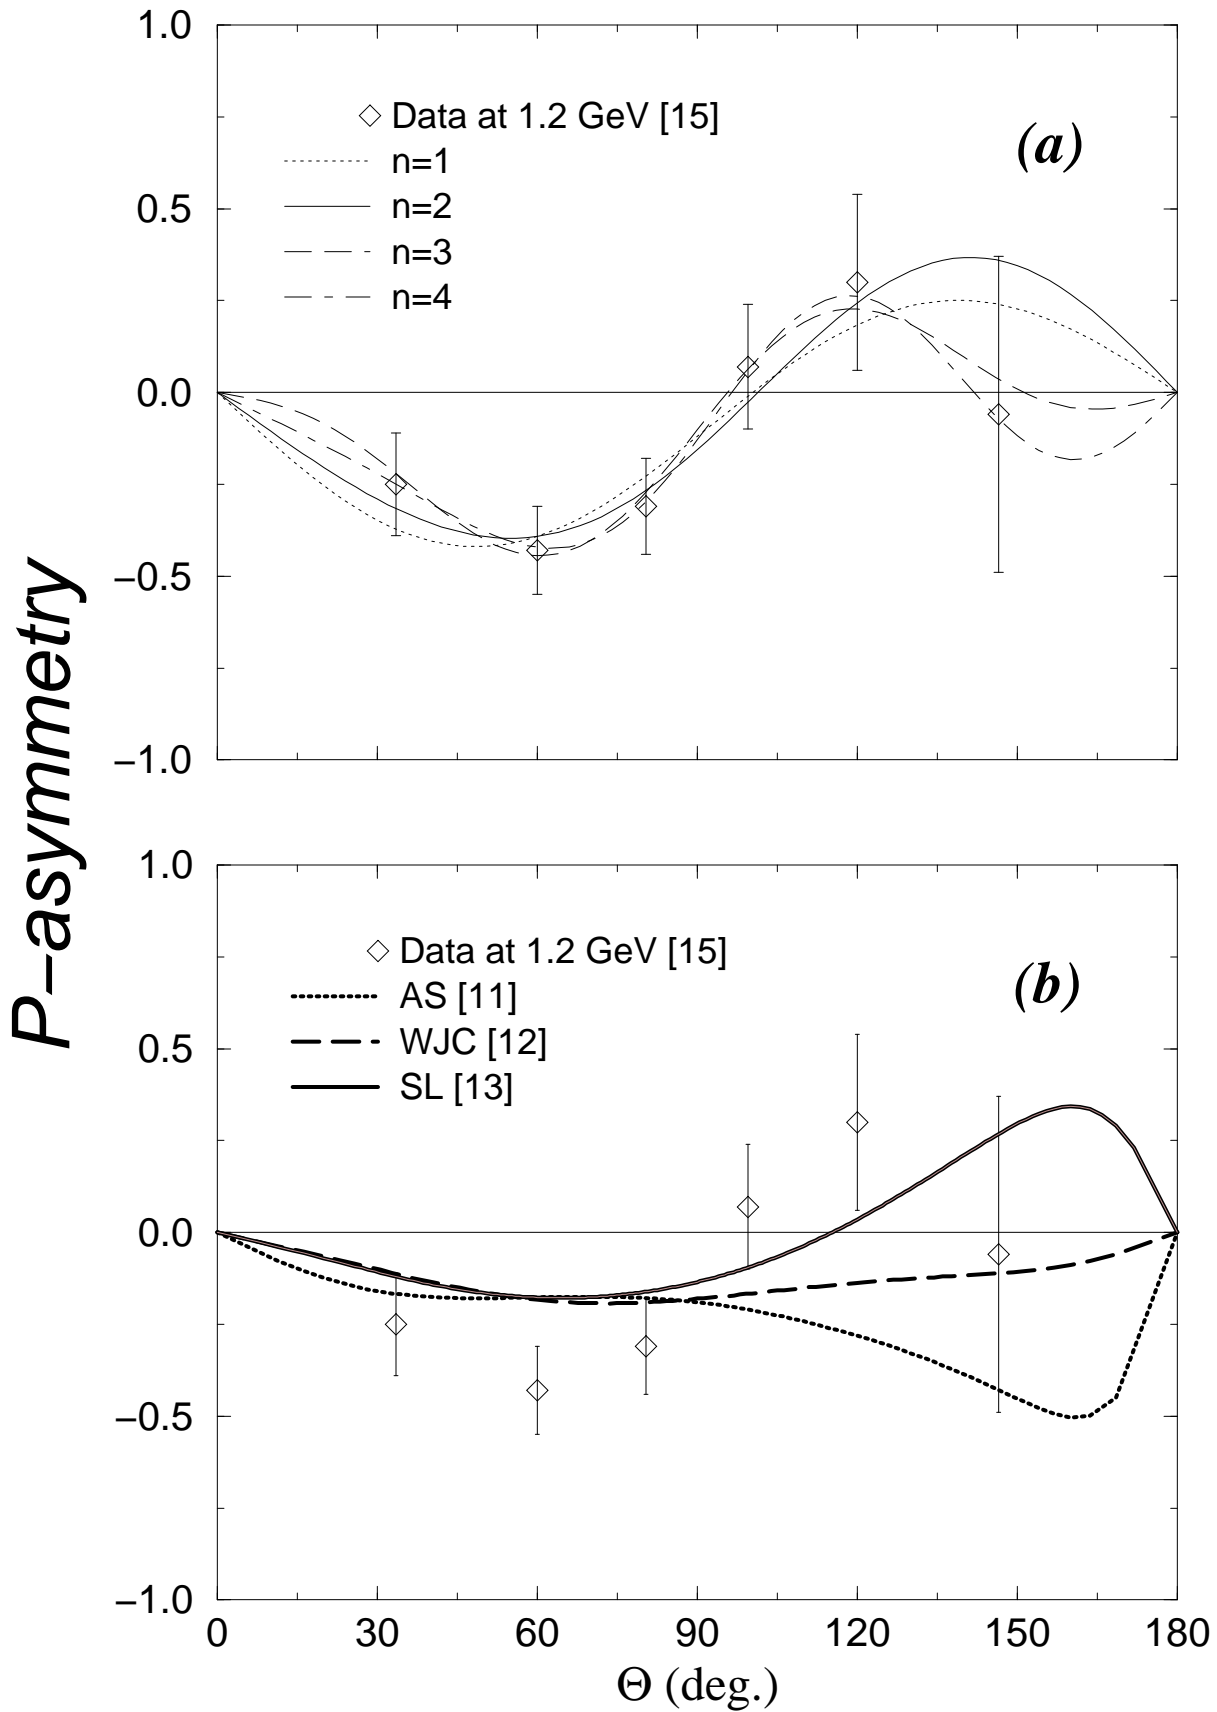 P−asymmetry
1.0
0.5
0.0
−0.5
−1.0
Data at 1.2 GeV [15]
n=1
n=2
n=3
n=4
(a)
1.0
0.5
0.0
−0.5
−1.0
Data at 1.2 GeV [15]
AS [11]
WJC [12]
SL [13]
(b)
0 30 60 90 120 150 180
Θ (deg.)